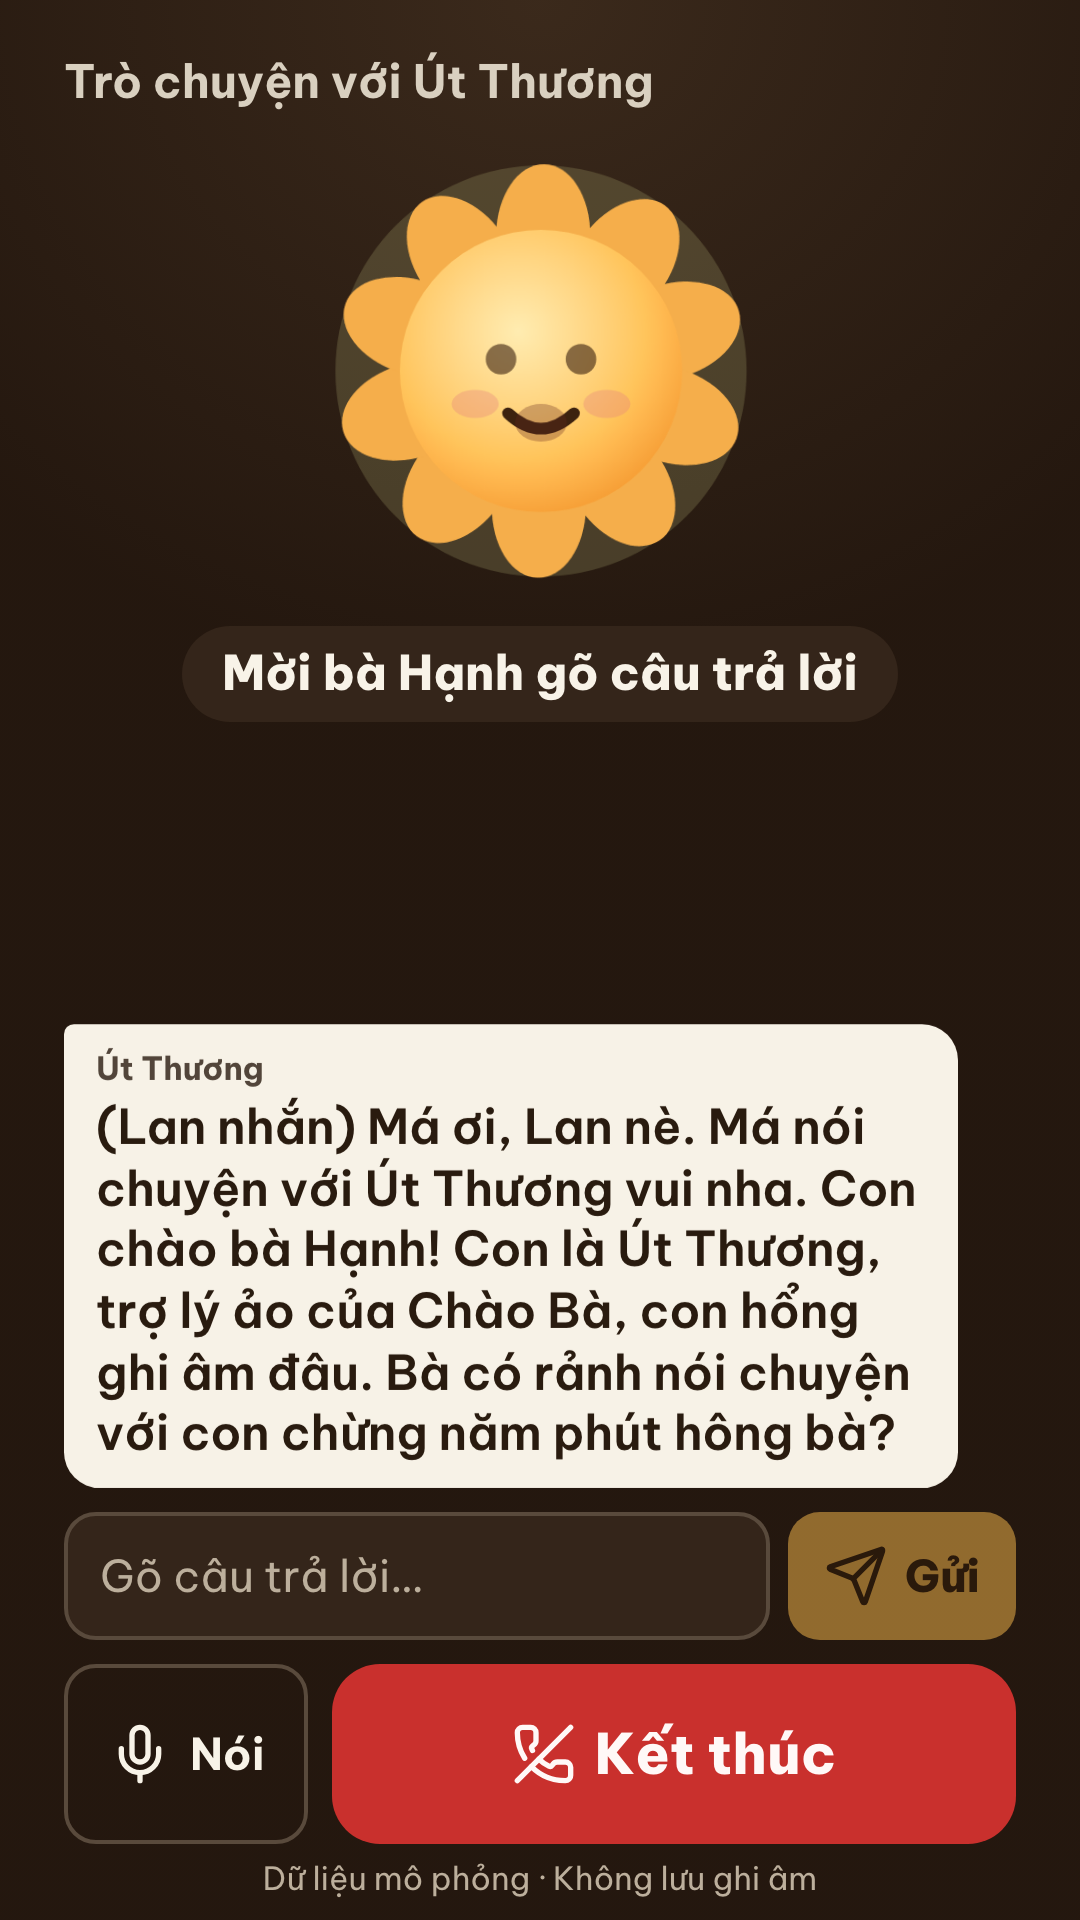 Trò chuyện với Út Thương
Mời bà Hạnh gõ câu trả lời
Út Thương
(Lan nhắn) Má ơi, Lan nè. Má nói
chuyện với Út Thương vui nha. Con
chào bà Hạnh! Con là Út Thương,
trợ lý ảo của Chào Bà, con hổng
ghi âm đâu. Bà có rảnh nói chuyện
với con chừng năm phút hông bà?
Gõ câu trả lời...
Gửi
Nói
Kết thúc
Dữ liệu mô phỏng · Không lưu ghi âm